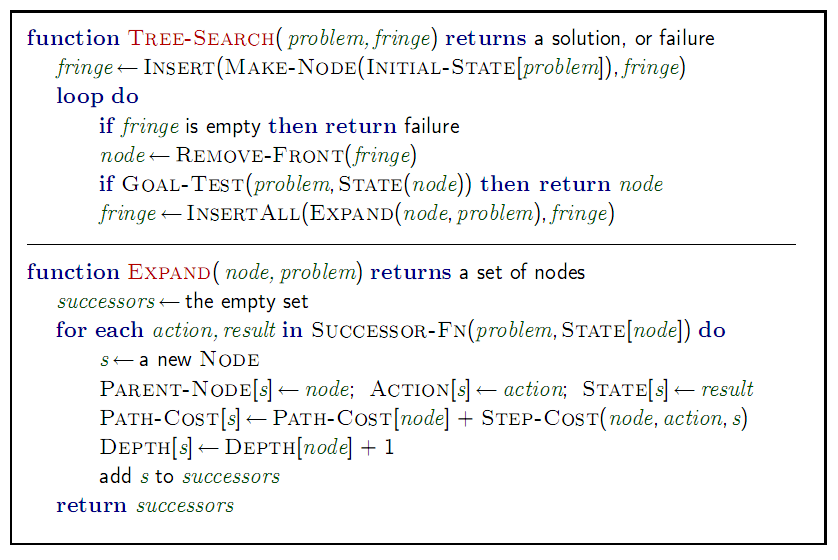 function TREE-SEARCH( problem, fringe) returns a solution, or failure
fringe ← INSERT(MAKE-NODE(INITIAL-STATE[problem]), fringe)
loop do
if fringe is empty then return failure
node ← REMOVE-FRONT(fringe)
if GOAL-TEST(problem, STATE(node)) then return node
fringe ← INSERTALL(EXPAND(node, problem), fringe)
function EXPAND( node, problem) returns a set of nodes
successors ← the empty set
for each action, result in SUCCESSOR-FN(problem, STATE[node]) do
s ← a new NODE
PARENT-NODE[s] ← node; ACTION[s] ← action; STATE[s] ← result
PATH-COST[s] ← PATH-COST[node] + STEP-COST(node, action, s)
DEPTH[s] ← DEPTH[node] + 1
add s to successors
return successors